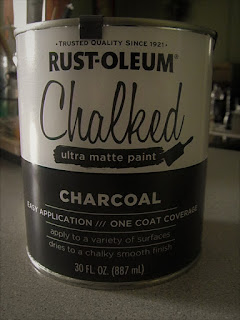 • TRUSTED QUALITY SINCE 1921 •
RUST-OLEUM®
Chalked
ultra matte paint
CHARCOAL
EASY APPLICATION /// ONE COAT COVERAGE
apply to a variety of surfaces
dries to a chalky smooth finish
30 FL OZ. (887 mL)